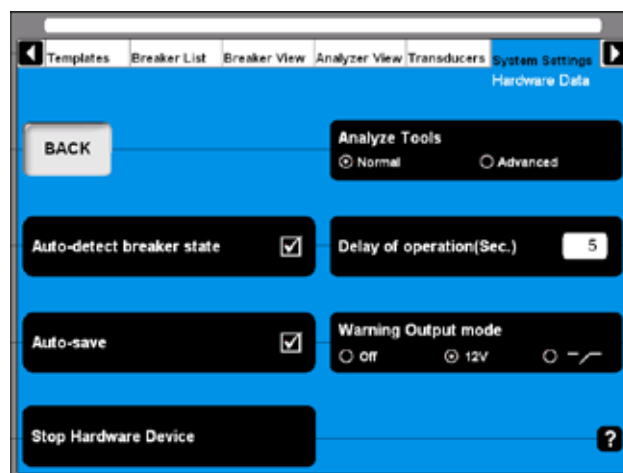 Templates Breaker List Breaker View Analyzer View Transducers System Settings
Hardware Data
BACK
Analyze Tools
Normal Advanced
Auto-detect breaker state
Delay of operation(Sec.) 5
Auto-save
Warning Output mode
Off 12V
Stop Hardware Device
?